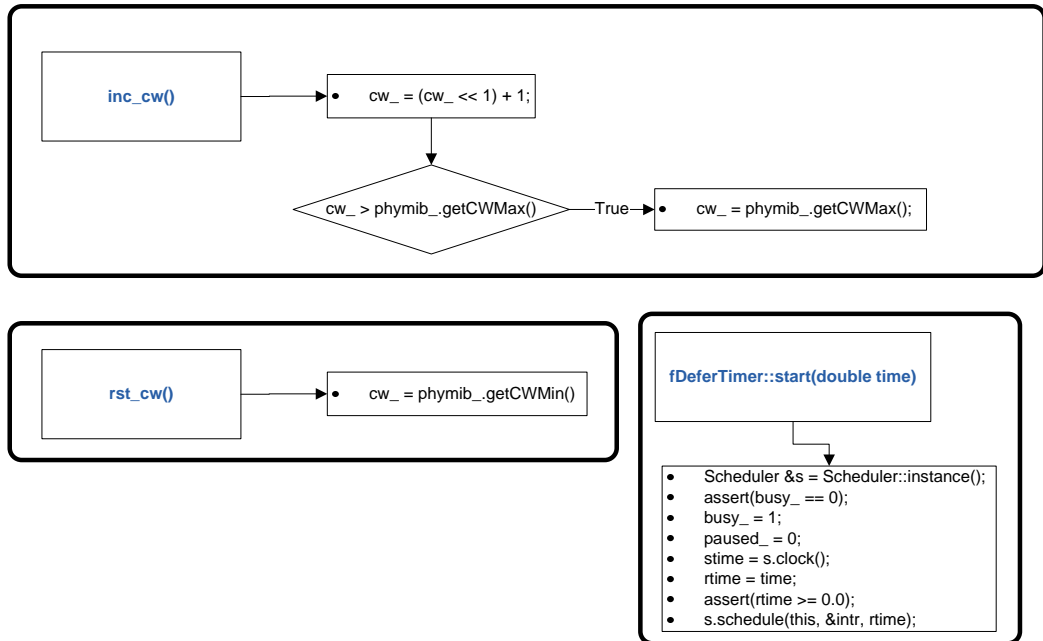 inc_cw()
• cw_ = (cw_ << 1) + 1;
cw_ > phymib_.getCWMax()
True
• cw_ = phymib_.getCWMax();
rst_cw()
• cw_ = phymib_.getCWMin()
fDeferTimer::start(double time)
• Scheduler &s = Scheduler::instance();
• assert(busy_ == 0);
• busy_ = 1;
• paused_ = 0;
• stime = s.clock();
• rtime = time;
• assert(rtime >= 0.0);
• s.schedule(this, &intr, rtime);